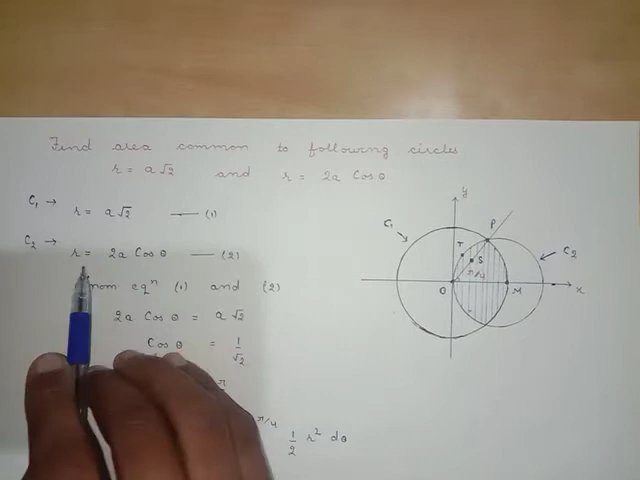 Find area common to following circles
r = a√2 and r = 2a Cos θ
C₁ → r = a√2 —— (1)
C₂ → r = 2a Cos θ —— (2)
eqⁿ (1) and (2)
2a Cos θ = a√2
Cos θ = 1/√2
π
π/4
1/2 r² dθ
y
C₁
P
T
S
C₂
π/4
O
M
x